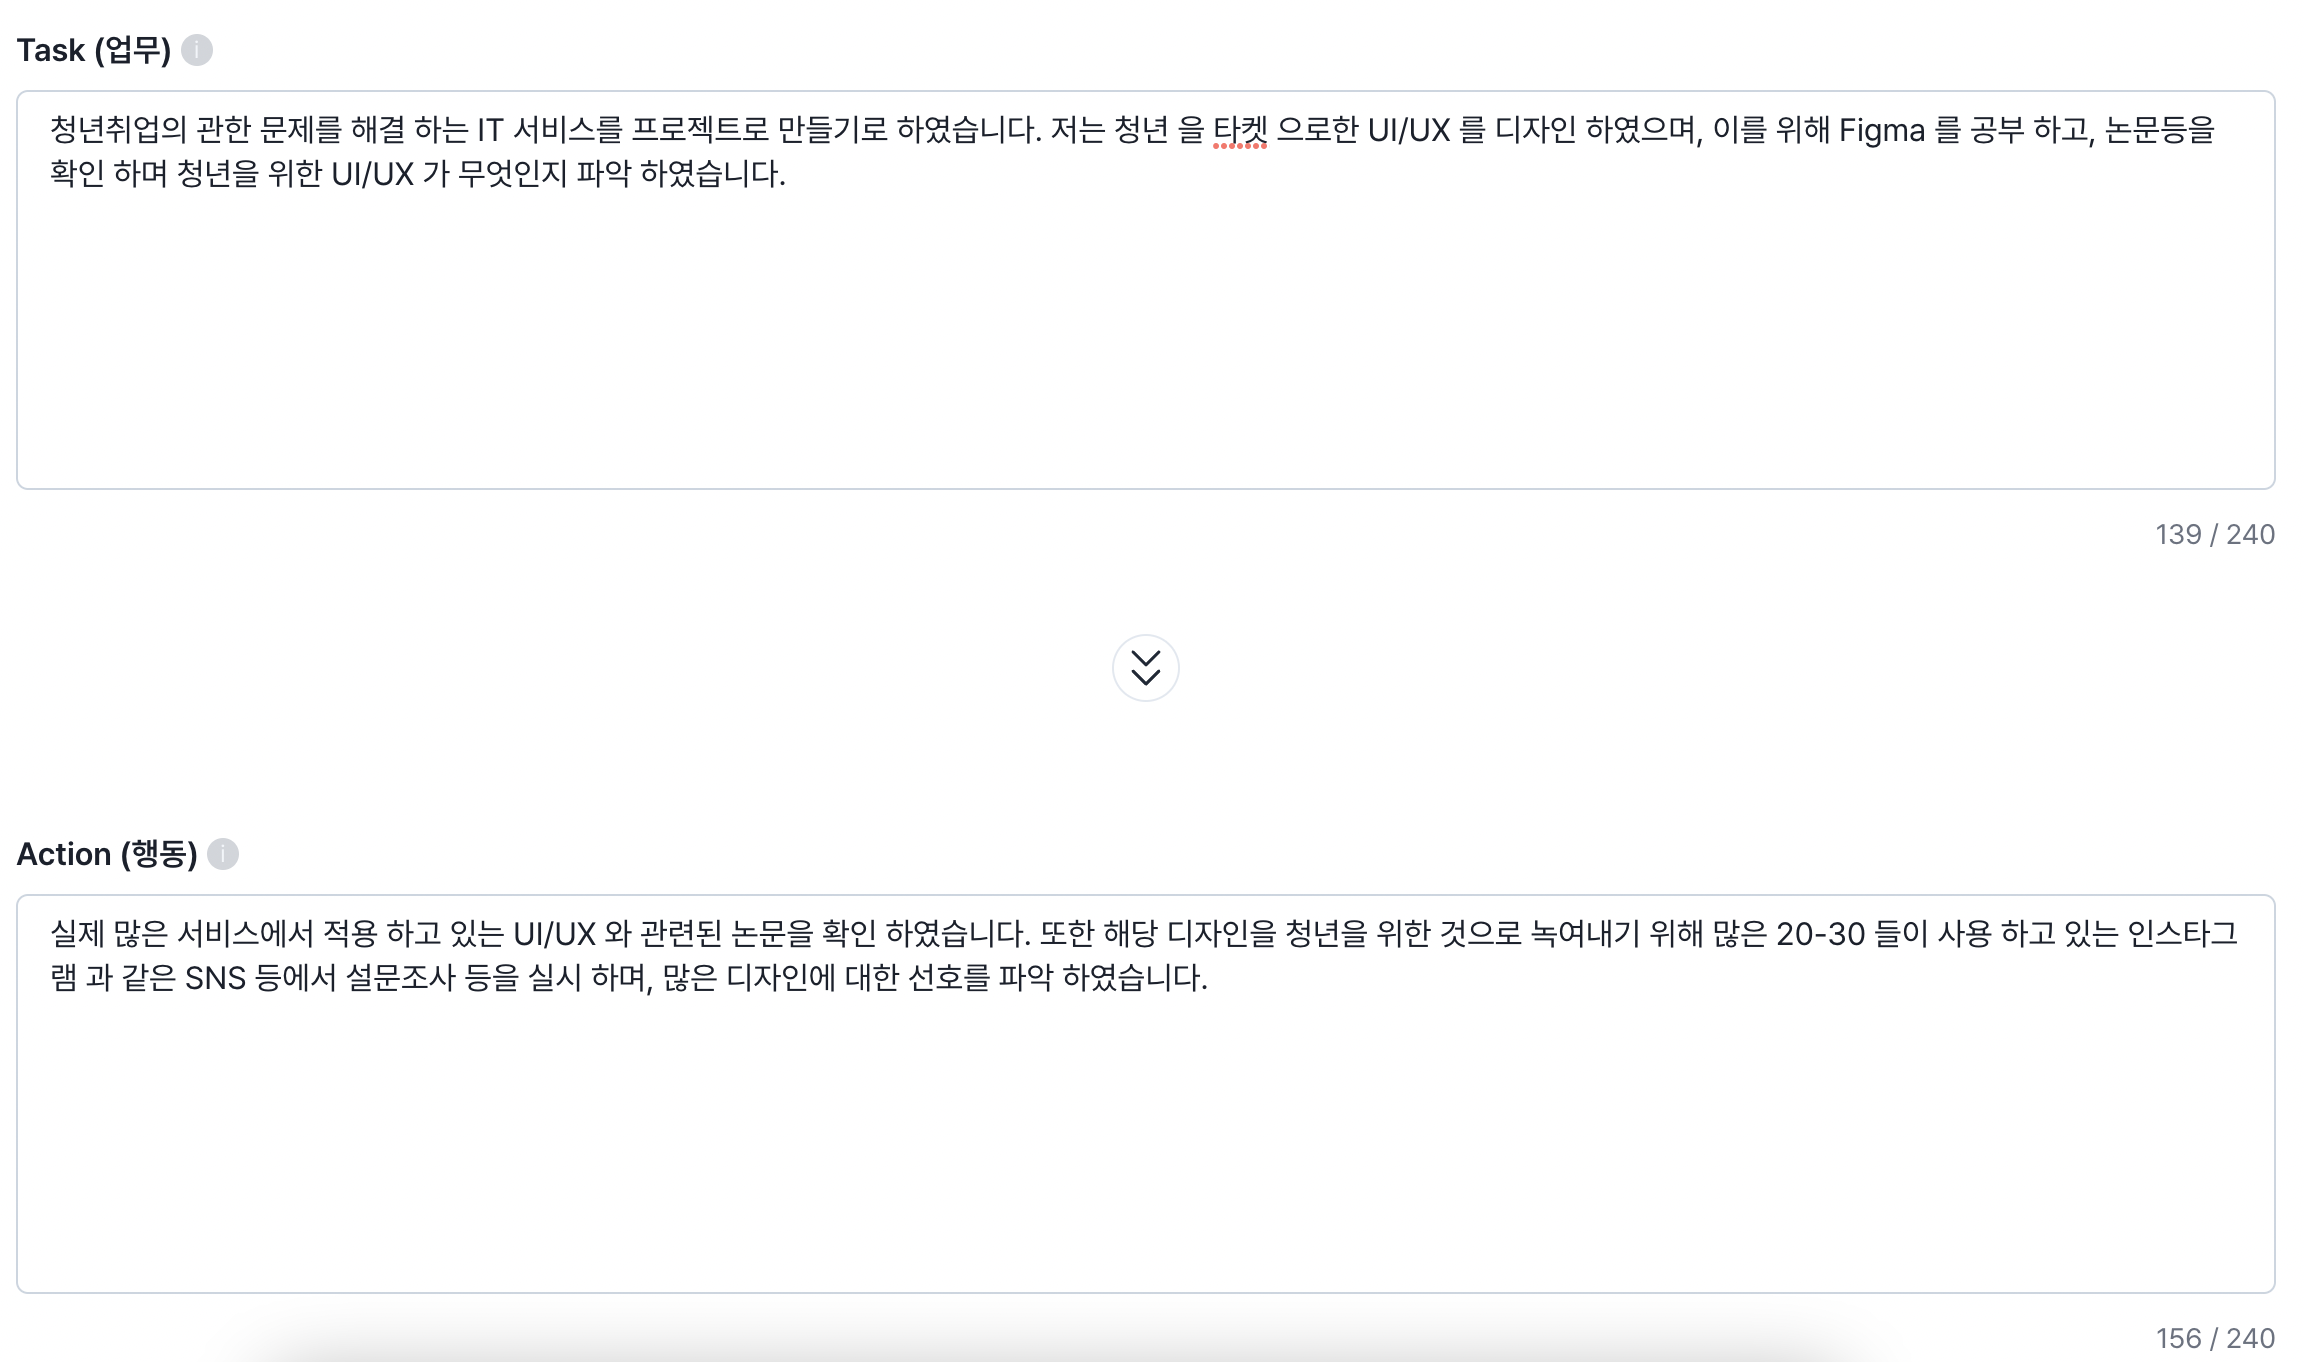 Task (업무) i
청년취업의 관한 문제를 해결 하는 IT 서비스를 프로젝트로 만들기로 하였습니다. 저는 청년 을 타켓 으로한 UI/UX 를 디자인 하였으며, 이를 위해 Figma 를 공부 하고, 논문등을
확인 하며 청년을 위한 UI/UX 가 무엇인지 파악 하였습니다.
139 / 240
Action (행동) i
실제 많은 서비스에서 적용 하고 있는 UI/UX 와 관련된 논문을 확인 하였습니다. 또한 해당 디자인을 청년을 위한 것으로 녹여내기 위해 많은 20-30 들이 사용 하고 있는 인스타그
램 과 같은 SNS 등에서 설문조사 등을 실시 하며, 많은 디자인에 대한 선호를 파악 하였습니다.
156 / 240